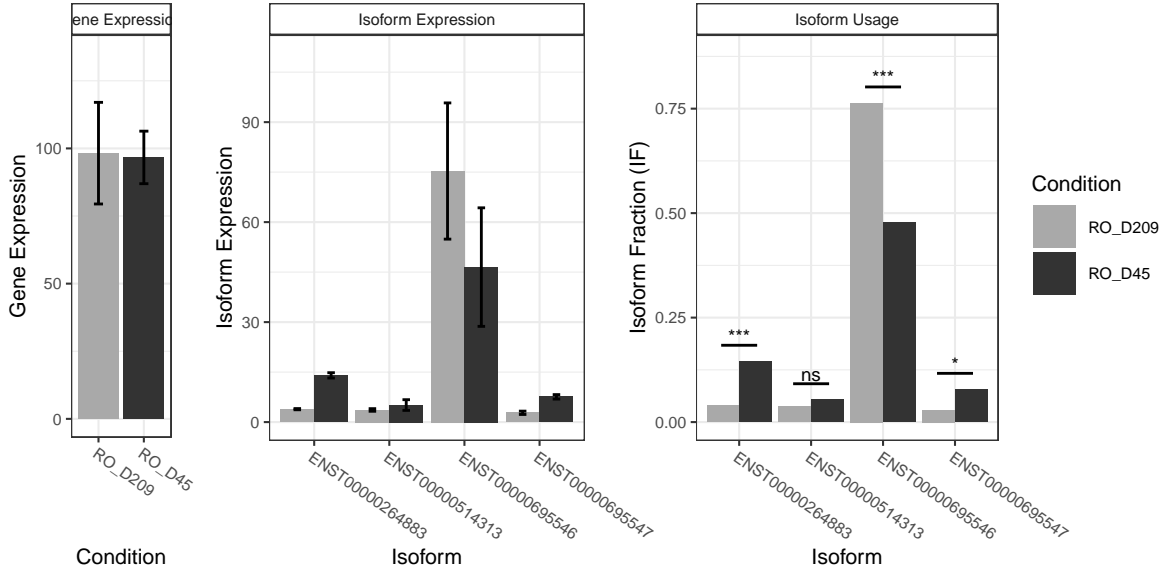 ene Expressio
Gene Expression
100
50
0
RO_D209
RO_D45
Condition
Isoform Expression
Isoform Expression
90
60
30
0
ENST00000264883
ENST00000514313
ENST00000695546
ENST00000695547
Isoform
Isoform Usage
Isoform Fraction (IF)
0.75
0.50
0.25
0.00
***
ns
***
*
ENST00000264883
ENST00000514313
ENST00000695546
ENST00000695547
Isoform
Condition
RO_D209
RO_D45